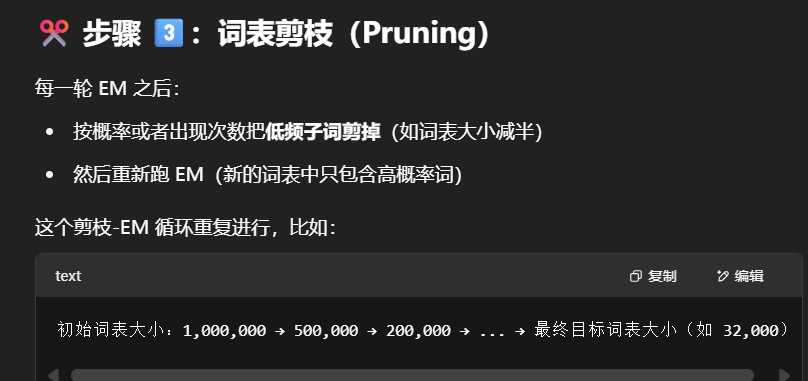 ✂️ 步骤 3️⃣：词表剪枝（Pruning）
每一轮 EM 之后：
• 按概率或者出现次数把低频子词剪掉（如词表大小减半）
• 然后重新跑 EM（新的词表中只包含高概率词）
这个剪枝-EM 循环重复进行，比如：
text 复制 编辑
初始词表大小：1,000,000 → 500,000 → 200,000 → ... → 最终目标词表大小（如 32,000）